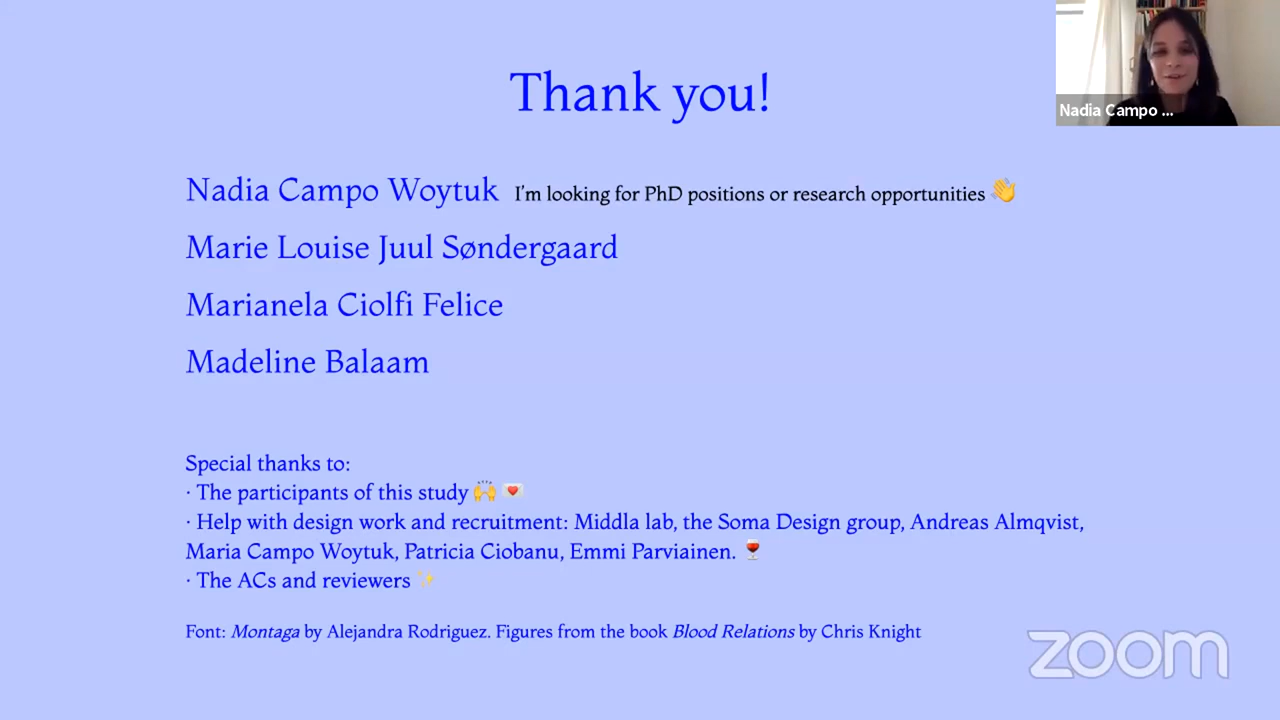 Thank you!
Nadia Campo ...
Nadia Campo Woytuk I'm looking for PhD positions or research opportunities 👋
Marie Louise Juul Søndergaard
Marianela Ciolfi Felice
Madeline Balaam
Special thanks to:
· The participants of this study 🙌 💌
· Help with design work and recruitment: Middla lab, the Soma Design group, Andreas Almqvist,
Maria Campo Woytuk, Patricia Ciobanu, Emmi Parviainen. 🍷
· The ACs and reviewers ✨
Font: Montaga by Alejandra Rodriguez. Figures from the book Blood Relations by Chris Knight
zoom